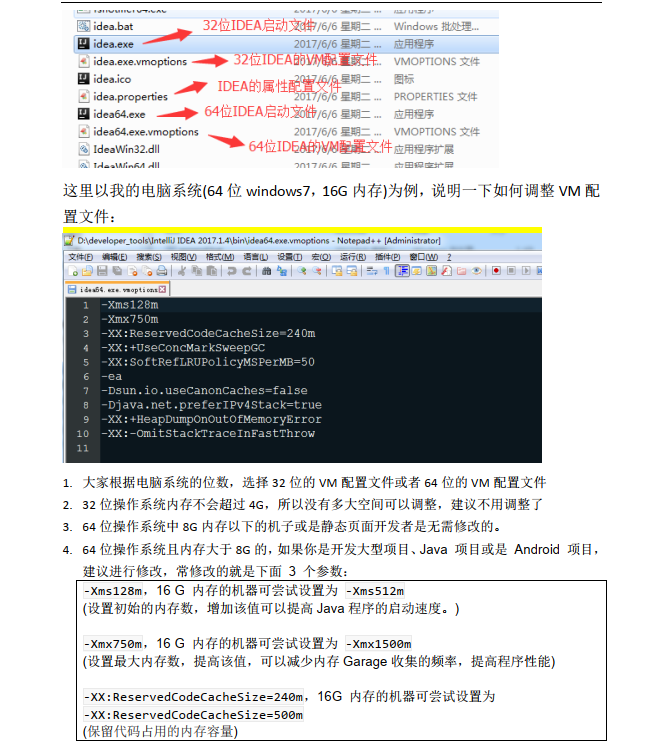 2017/6/6 星期二 ... 应用程序
idea.bat 32位IDEA启动文件 2017/6/6 星期二 ... Windows 批处理...
idea.exe 2017/6/6 星期二 ... 应用程序
idea.exe.vmoptions 32位IDEA的VM配置文件 VMOPTIONS 文件
idea.ico 2017/6/6 星期二 ... 图标
idea.properties IDEA的属性配置文件 PROPERTIES 文件
idea64.exe 64位IDEA启动文件 2017/6/6 星期二 ... 应用程序
idea64.exe.vmoptions 2017/6/6 星期二 ... VMOPTIONS 文件
IdeaWin32.dll 64位IDEA的VM配置文件 应用程序扩展
IdeaWin64.dll 2017/6/6 星期二 ... 应用程序扩展
这里以我的电脑系统(64 位 windows7，16G 内存)为例，说明一下如何调整 VM 配
置文件：
D:\developer_tools\IntelliJ IDEA 2017.1.4\bin\idea64.exe.vmoptions - Notepad++ [Administrator]
文件(F) 编辑(E) 搜索(S) 视图(V) 格式(M) 语言(L) 设置(T) 宏(O) 运行(R) 插件(P) 窗口(W) ?
idea64.exe.vmoptions
1 -Xms128m
2 -Xmx750m
3 -XX:ReservedCodeCacheSize=240m
4 -XX:+UseConcMarkSweepGC
5 -XX:SoftRefLRUPolicyMSPerMB=50
6 -ea
7 -Dsun.io.useCanonCaches=false
8 -Djava.net.preferIPv4Stack=true
9 -XX:+HeapDumpOnOutOfMemoryError
10 -XX:-OmitStackTraceInFastThrow
11
1. 大家根据电脑系统的位数，选择 32 位的 VM 配置文件或者 64 位的 VM 配置文件
2. 32 位操作系统内存不会超过 4G，所以没有多大空间可以调整，建议不用调整了
3. 64 位操作系统中 8G 内存以下的机子或是静态页面开发者是无需修改的。
4. 64 位操作系统且内存大于 8G 的，如果你是开发大型项目、Java 项目或是 Android 项目，
建议进行修改，常修改的就是下面 3 个参数：
-Xms128m，16 G 内存的机器可尝试设置为 -Xms512m
(设置初始的内存数，增加该值可以提高 Java 程序的启动速度。)
-Xmx750m，16 G 内存的机器可尝试设置为 -Xmx1500m
(设置最大内存数，提高该值，可以减少内存 Garage 收集的频率，提高程序性能)
-XX:ReservedCodeCacheSize=240m，16G 内存的机器可尝试设置为
-XX:ReservedCodeCacheSize=500m
(保留代码占用的内存容量)